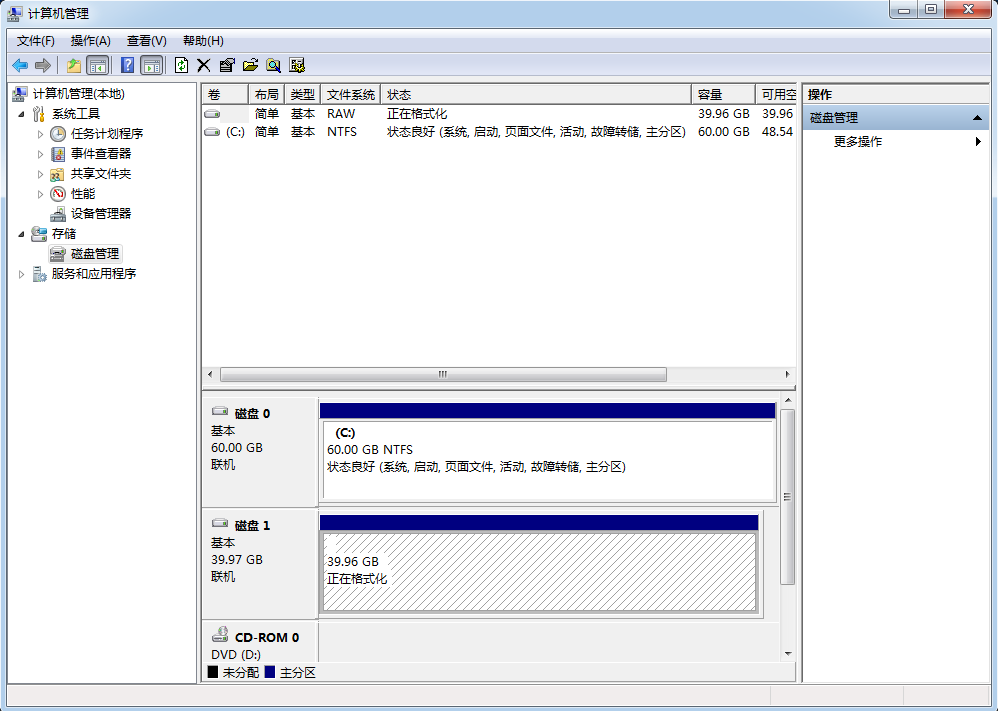 计算机管理
文件(F) 操作(A) 查看(V) 帮助(H)
计算机管理(本地)
系统工具
任务计划程序
事件查看器
共享文件夹
性能
设备管理器
存储
磁盘管理
服务和应用程序
卷 布局 类型 文件系统 状态 容量 可用空
简单 基本 RAW 正在格式化 39.96 GB 39.96
(C:) 简单 基本 NTFS 状态良好 (系统, 启动, 页面文件, 活动, 故障转储, 主分区) 60.00 GB 48.54
磁盘 0
基本
60.00 GB
联机
(C:)
60.00 GB NTFS
状态良好 (系统, 启动, 页面文件, 活动, 故障转储, 主分区)
磁盘 1
基本
39.97 GB
联机
39.96 GB
正在格式化
CD-ROM 0
DVD (D:)
未分配 主分区
操作
磁盘管理
更多操作